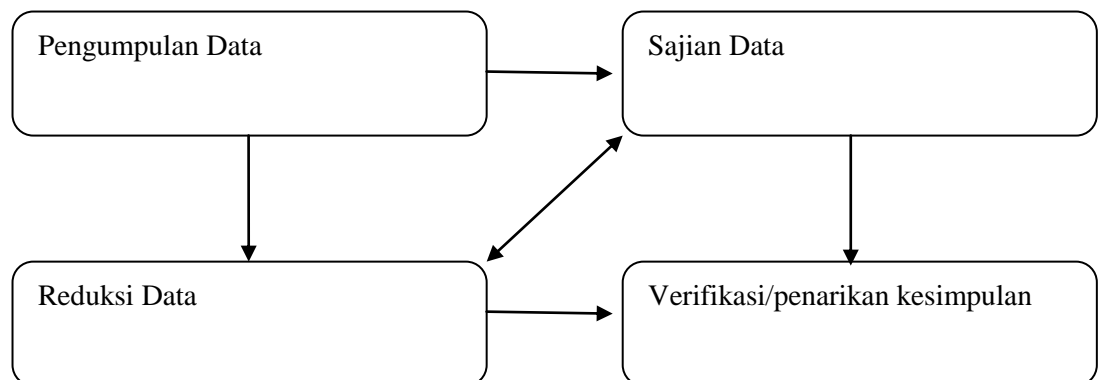 Pengumpulan Data
Sajian Data
Reduksi Data
Verifikasi/penarikan kesimpulan